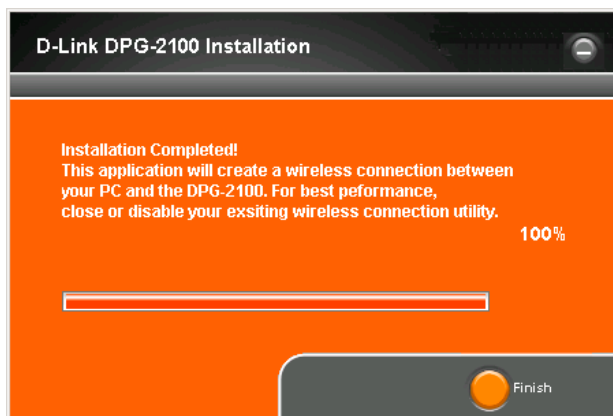 D-Link DPG-2100 Installation
Installation Completed!
This application will create a wireless connection between
your PC and the DPG-2100. For best peformance,
close or disable your exsiting wireless connection utility.
100%
Finish